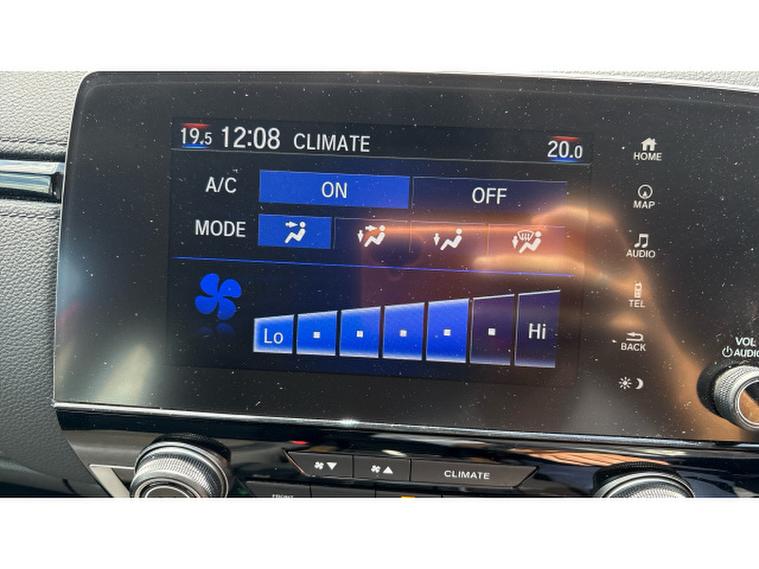 19.5 12:08 CLIMATE 20.0
A/C ON OFF
MODE
Lo Hi
HOME
MAP
AUDIO
TEL
BACK
VOL
AUDIO
CLIMATE
FRONT